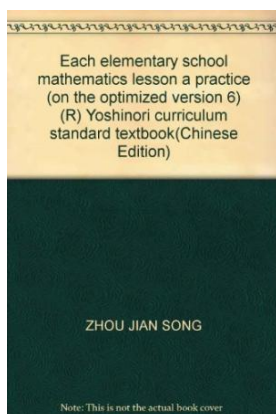 Each elementary school
mathematics lesson a practice
(on the optimized version 6)
(R) Yoshinori curriculum
standard textbook(Chinese
Edition)
ZHOU JIAN SONG
Note: This is not the actual book cover